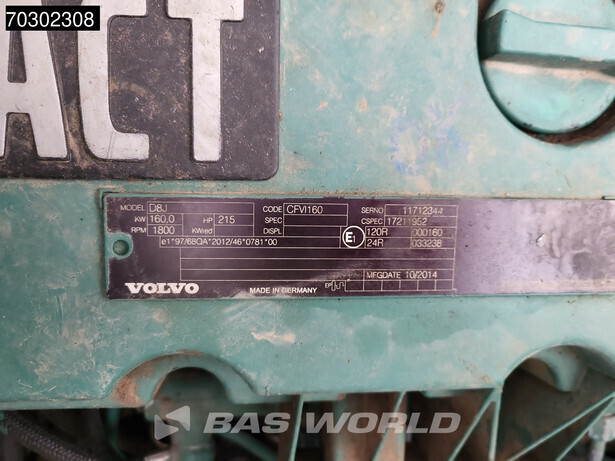 70302308
ACT
MODEL D8J CODE CFVI160 SERNO 11712344
KW 160,0 HP 215 SPEC CSPEC 17211952
RPM 1800 KWred DISPL E1 120R 000160
e1*97/68QA*2012/46*0781*00 24R 033238
MFGDATE 10/2014
VOLVO MADE IN GERMANY EP
BAS WORLD